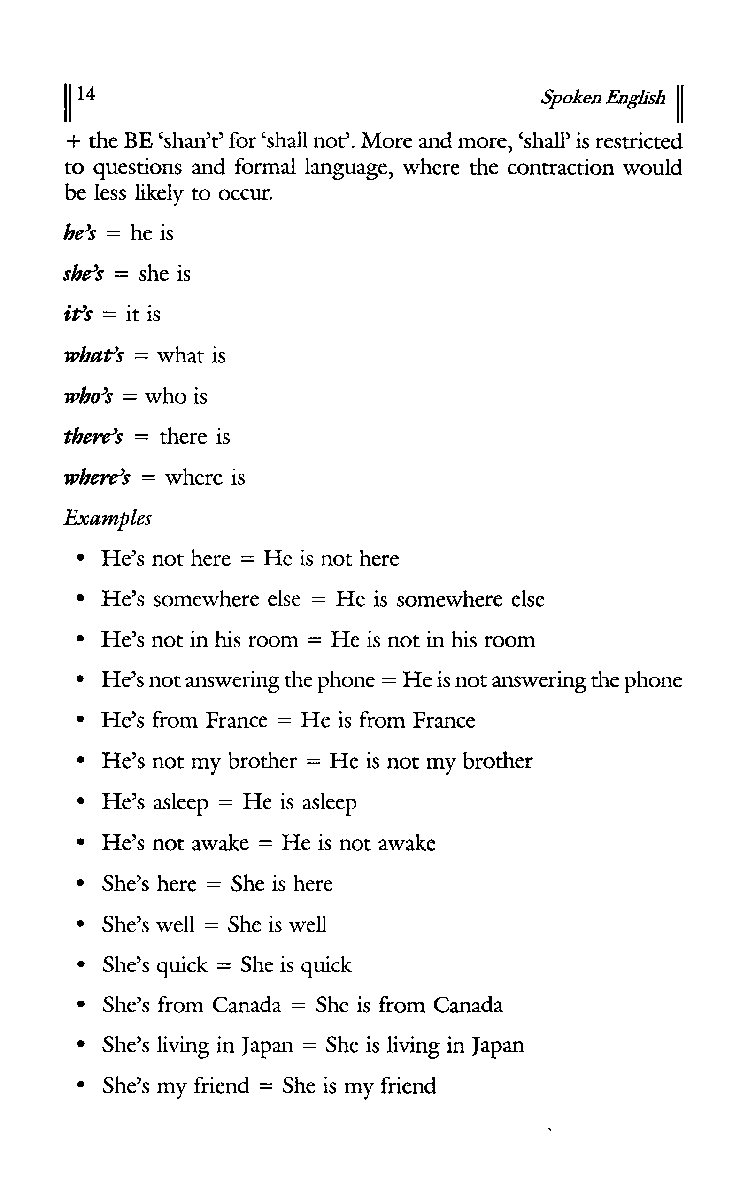 14 Spoken English
+ the BE ‘shan’t’ for ‘shall not’. More and more, ‘shall’ is restricted
to questions and formal language, where the contraction would
be less likely to occur.
he’s = he is
she’s = she is
it’s = it is
what’s = what is
who’s = who is
there’s = there is
where’s = where is
Examples
• He’s not here = He is not here
• He’s somewhere else = He is somewhere else
• He’s not in his room = He is not in his room
• He’s not answering the phone = He is not answering the phone
• He’s from France = He is from France
• He’s not my brother = He is not my brother
• He’s asleep = He is asleep
• He’s not awake = He is not awake
• She’s here = She is here
• She’s well = She is well
• She’s quick = She is quick
• She’s from Canada = She is from Canada
• She’s living in Japan = She is living in Japan
• She’s my friend = She is my friend